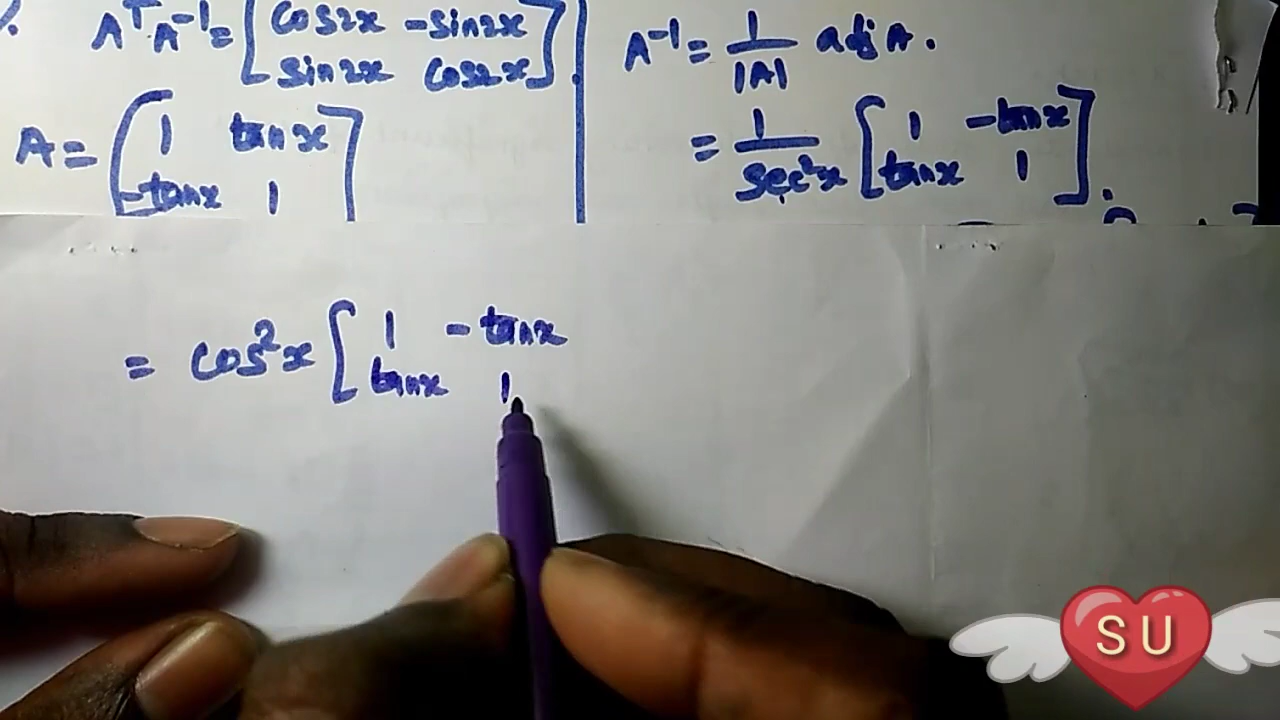 AᵀA⁻¹= [cos2x -sin2x
sin2x cos2x].
A = [1 tanx
-tanx 1]
A⁻¹= 1/|A| adj A.
= 1/sec²x [1 -tanx
tanx 1].
= cos²x [1 -tanx
tanx 1
SU